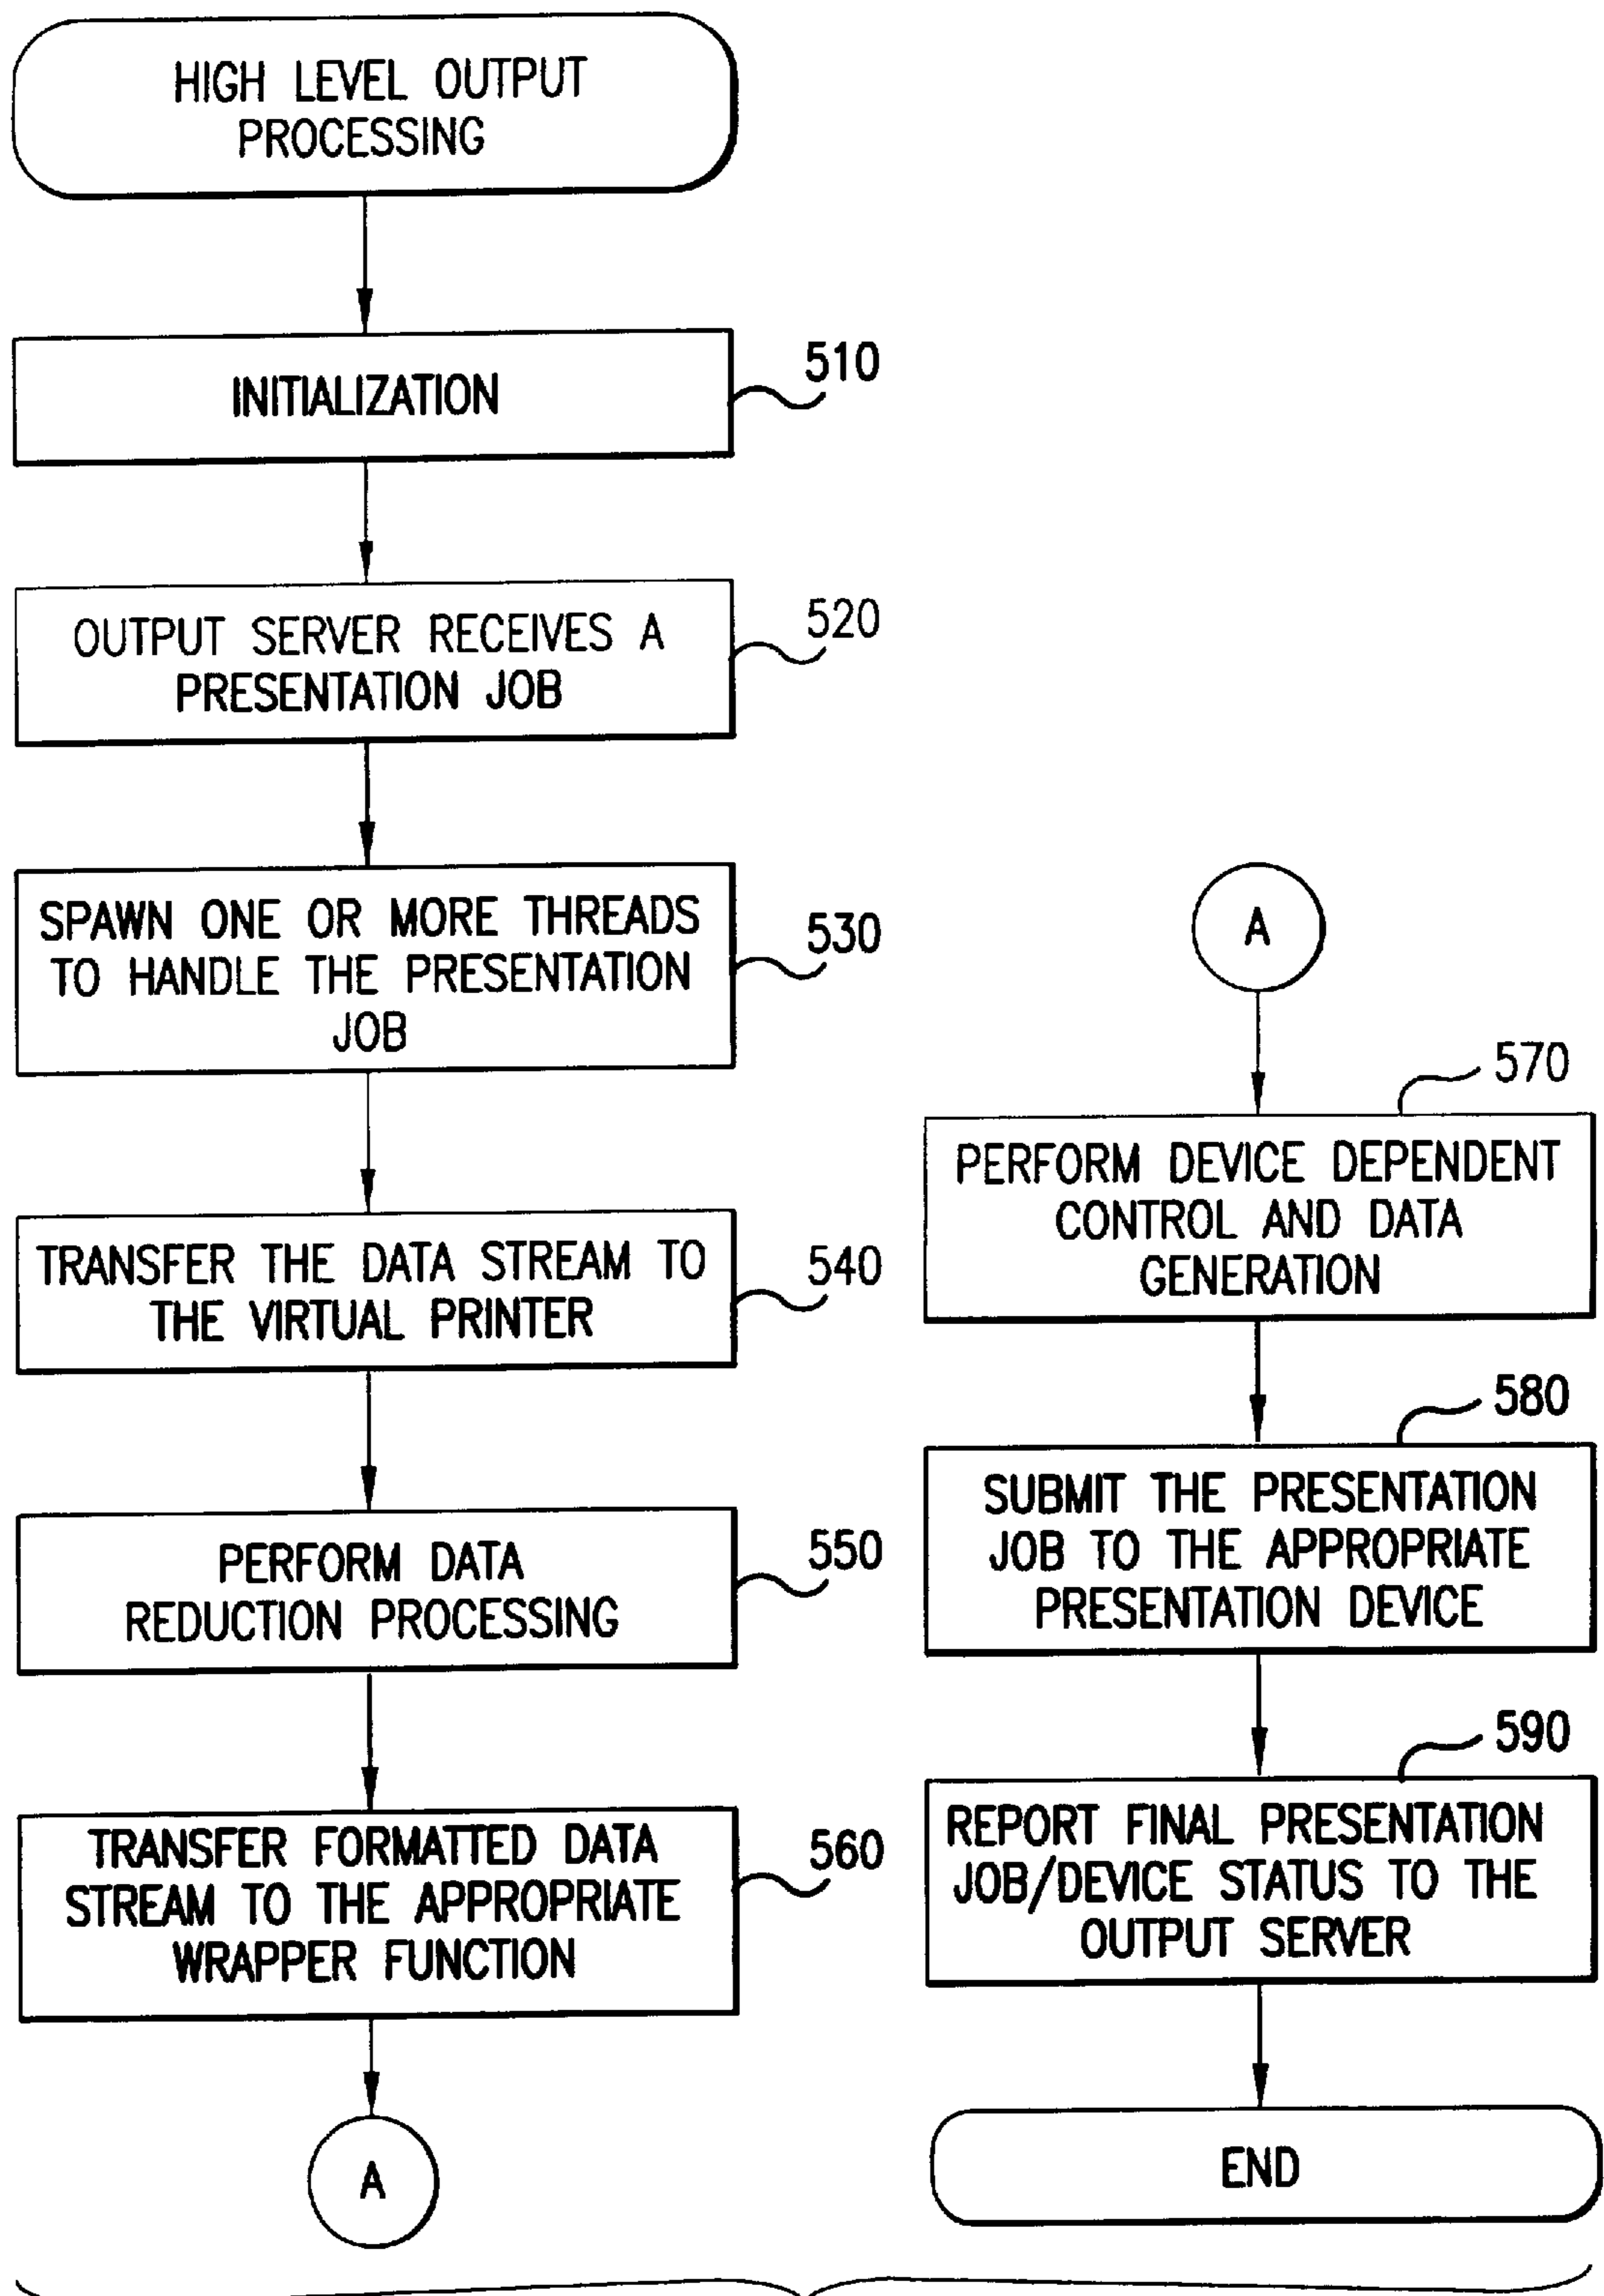 HIGH LEVEL OUTPUT
PROCESSING
INITIALIZATION
510
OUTPUT SERVER RECEIVES A
PRESENTATION JOB
520
SPAWN ONE OR MORE THREADS
TO HANDLE THE PRESENTATION
JOB
530
TRANSFER THE DATA STREAM TO
THE VIRTUAL PRINTER
540
PERFORM DATA
REDUCTION PROCESSING
550
TRANSFER FORMATTED DATA
STREAM TO THE APPROPRIATE
WRAPPER FUNCTION
560
A
A
570
PERFORM DEVICE DEPENDENT
CONTROL AND DATA
GENERATION
580
SUBMIT THE PRESENTATION
JOB TO THE APPROPRIATE
PRESENTATION DEVICE
590
REPORT FINAL PRESENTATION
JOB/DEVICE STATUS TO THE
OUTPUT SERVER
END